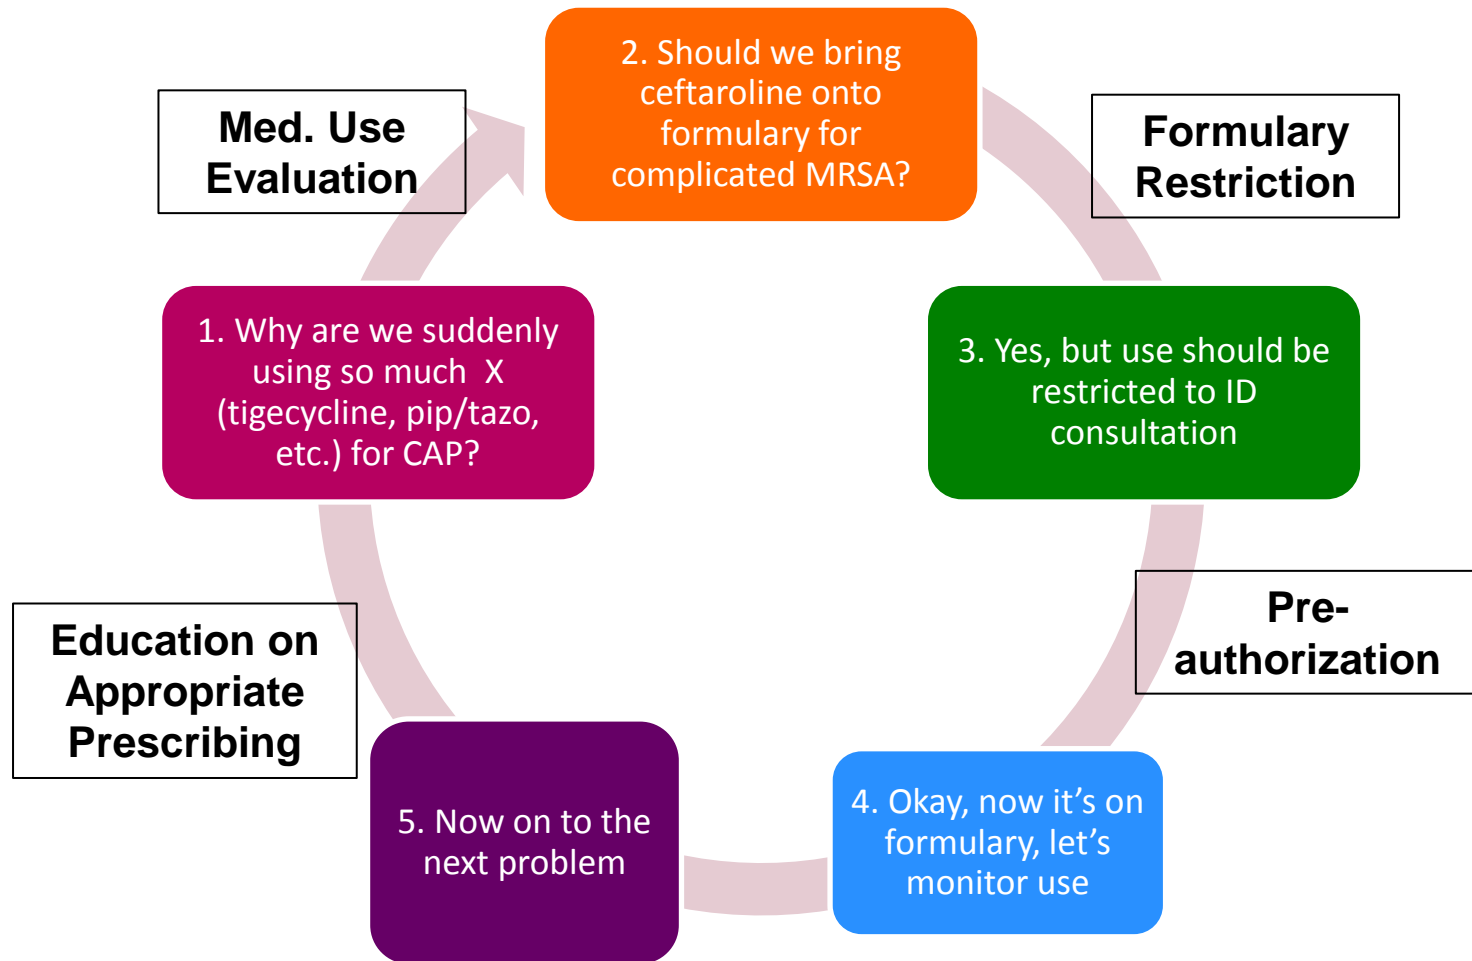 2. Should we bring
ceftaroline onto
formulary for
complicated MRSA?
Med. Use
Evaluation
Formulary
Restriction
1. Why are we suddenly
using so much  X
(tigecycline, pip/tazo,
etc.) for CAP?
3. Yes, but use should be
restricted to ID
consultation
Education on
Appropriate
Prescribing
Pre-
authorization
5. Now on to the
next problem
4. Okay, now it’s on
formulary, let’s
monitor use